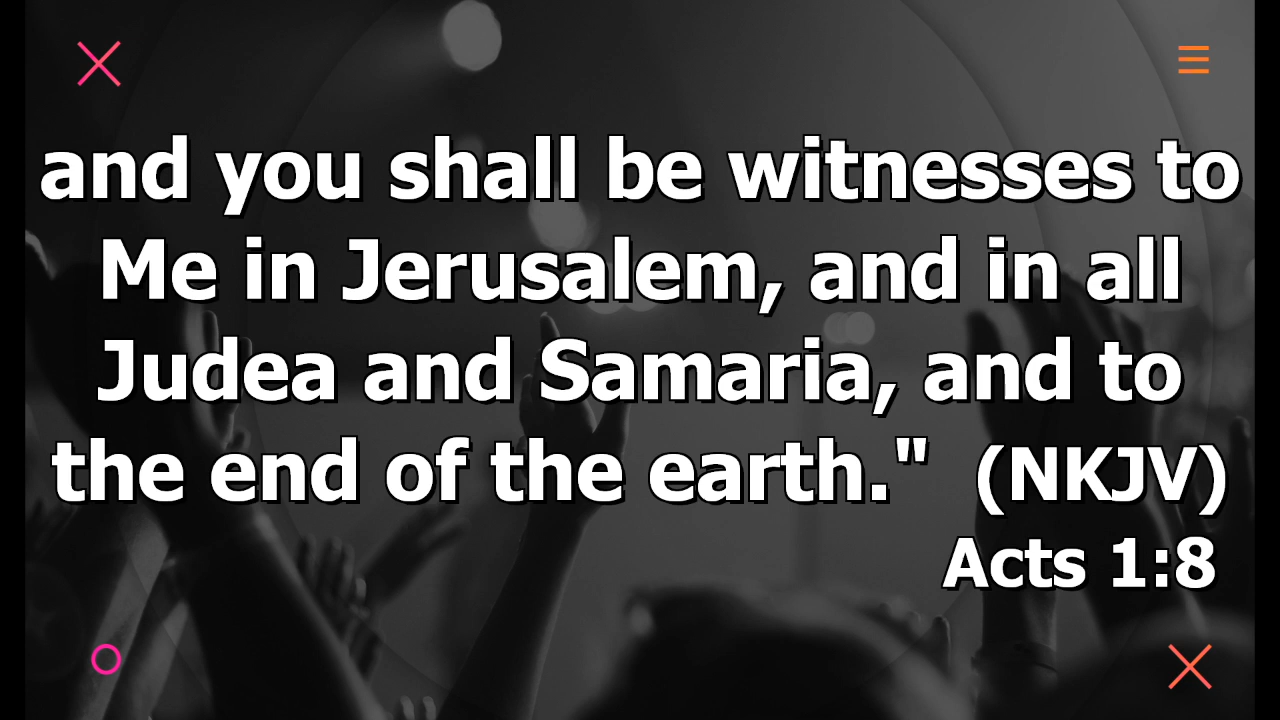 and you shall be witnesses to
Me in Jerusalem, and in all
Judea and Samaria, and to
the end of the earth." (NKJV)
Acts 1:8